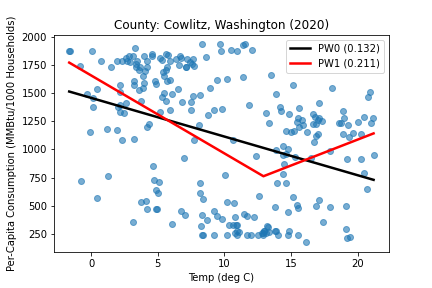 County: Cowlitz, Washington (2020)
Per-Capita Consumption (MMBtu/1000 Households)
2000
1750
1500
1250
1000
750
500
250
PW0 (0.132)
PW1 (0.211)
0 5 10 15 20
Temp (deg C)